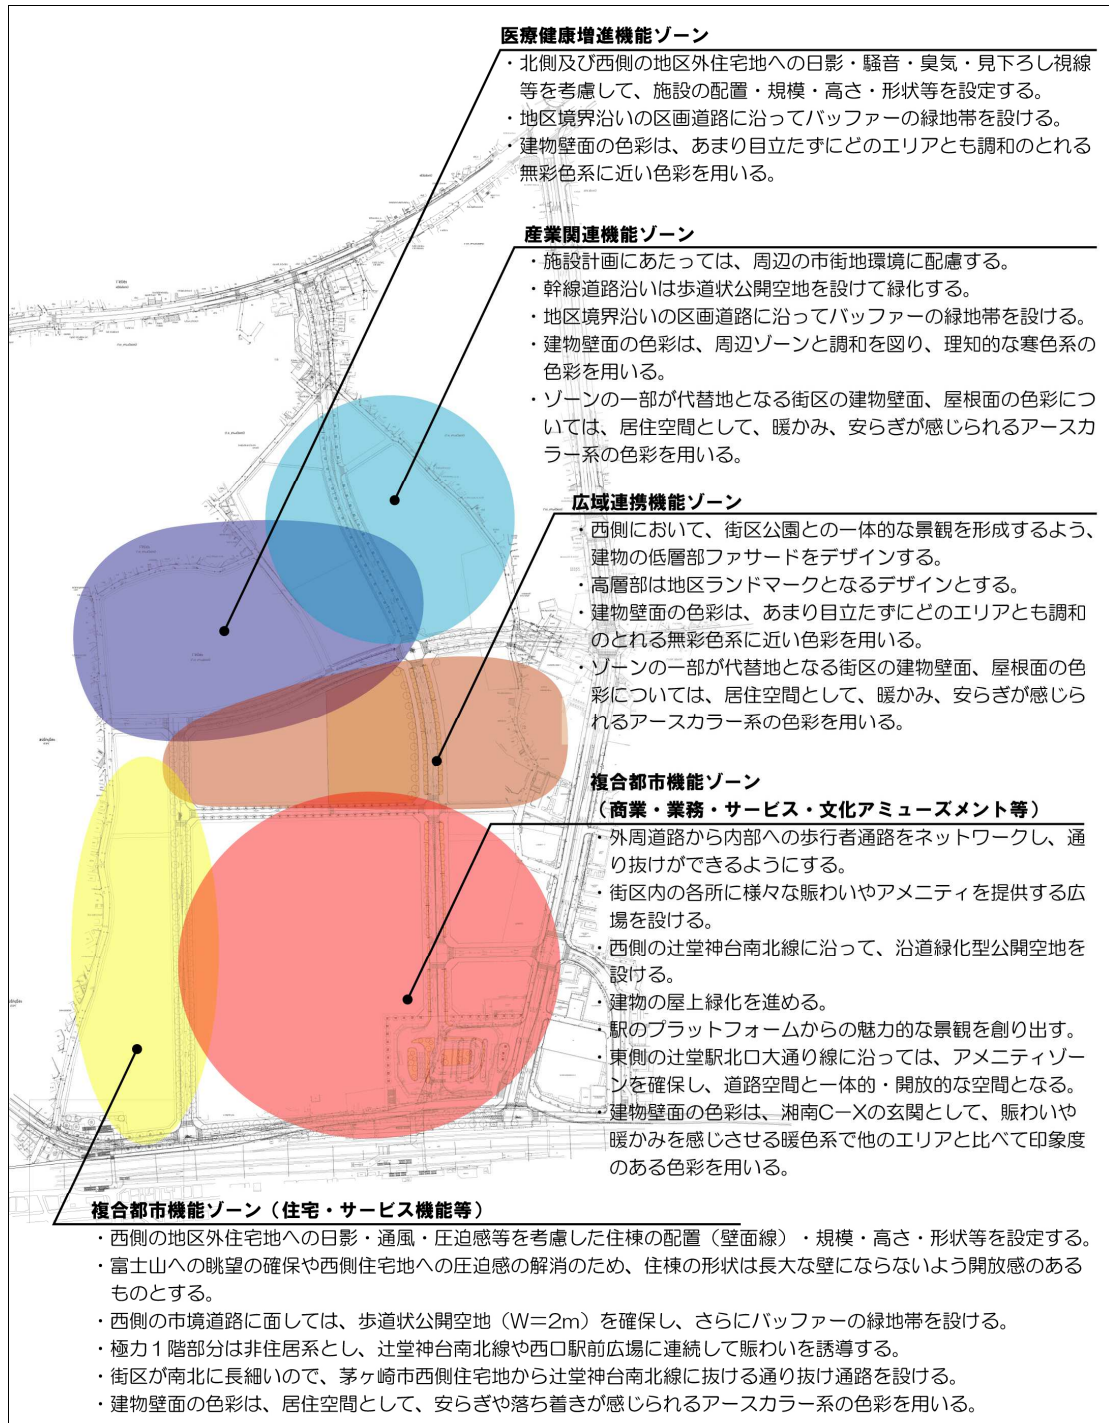 医療健康増進機能ゾーン
・北側及び西側の地区外住宅地への日影・騒音・臭気・見下ろし視線
等を考慮して、施設の配置・規模・高さ・形状等を設定する。
・地区境界沿いの区画道路に沿ってバッファーの緑地帯を設ける。
・建物壁面の色彩は、あまり目立たずにどのエリアとも調和のとれる
無彩色系に近い色彩を用いる。
産業関連機能ゾーン
・施設計画にあたっては、周辺の市街地環境に配慮する。
・幹線道路沿いは歩道状公開空地を設けて緑化する。
・地区境界沿いの区画道路に沿ってバッファーの緑地帯を設ける。
・建物壁面の色彩は、周辺ゾーンと調和を図り、理知的な寒色系の
色彩を用いる。
・ゾーンの一部が代替地となる街区の建物壁面、屋根面の色彩につ
いては、居住空間として、暖かみ、安らぎが感じられるアースカ
ラー系の色彩を用いる。
広域連携機能ゾーン
・西側において、街区公園との一体的な景観を形成するよう、
建物の低層部ファサードをデザインする。
・高層部は地区ランドマークとなるデザインとする。
・建物壁面の色彩は、あまり目立たずにどのエリアとも調和
のとれる無彩色系に近い色彩を用いる。
・ゾーンの一部が代替地となる街区の建物壁面、屋根面の色
彩については、居住空間として、暖かみ、安らぎが感じら
れるアースカラー系の色彩を用いる。
複合都市機能ゾーン
（商業・業務・サービス・文化アミューズメント等）
・外周道路から内部への歩行者通路をネットワークし、通
り抜けができるようにする。
・街区内の各所に様々な賑わいやアメニティを提供する広
場を設ける。
・西側の辻堂神台南北線に沿って、沿道緑化型公開空地を
設ける。
・建物の屋上緑化を進める。
・駅のプラットフォームからの魅力的な景観を創り出す。
・東側の辻堂駅北口大通り線に沿っては、アメニティゾー
ンを確保し、道路空間と一体的・開放的な空間となる。
・建物壁面の色彩は、湘南C－Xの玄関として、賑わいや
暖かみを感じさせる暖色系で他のエリアと比べて印象度
のある色彩を用いる。
複合都市機能ゾーン（住宅・サービス機能等）
・西側の地区外住宅地への日影・通風・圧迫感等を考慮した住棟の配置（壁面線）・規模・高さ・形状等を設定する。
・富士山への眺望の確保や西側住宅地への圧迫感の解消のため、住棟の形状は長大な壁にならないよう開放感のある
ものとする。
・西側の市境道路に面しては、歩道状公開空地（W=2m）を確保し、さらにバッファーの緑地帯を設ける。
・極力１階部分は非住居系とし、辻堂神台南北線や西口駅前広場に連続して賑わいを誘導する。
・街区が南北に長細いので、茅ヶ崎市西側住宅地から辻堂神台南北線に抜ける通り抜け通路を設ける。
・建物壁面の色彩は、居住空間として、安らぎや落ち着きが感じられるアースカラー系の色彩を用いる。